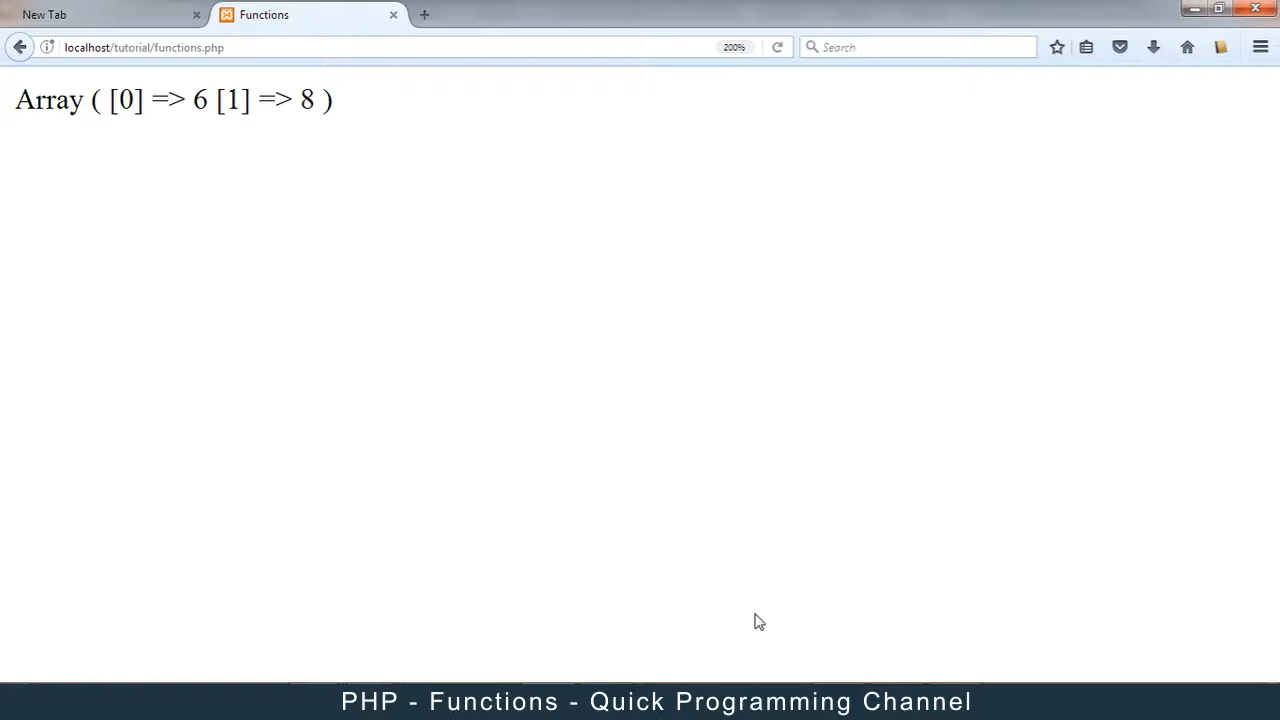 New Tab
Functions
localhost/tutorial/functions.php
200%
Search
Array ( [0] => 6 [1] => 8 )
PHP - Functions - Quick Programming Channel